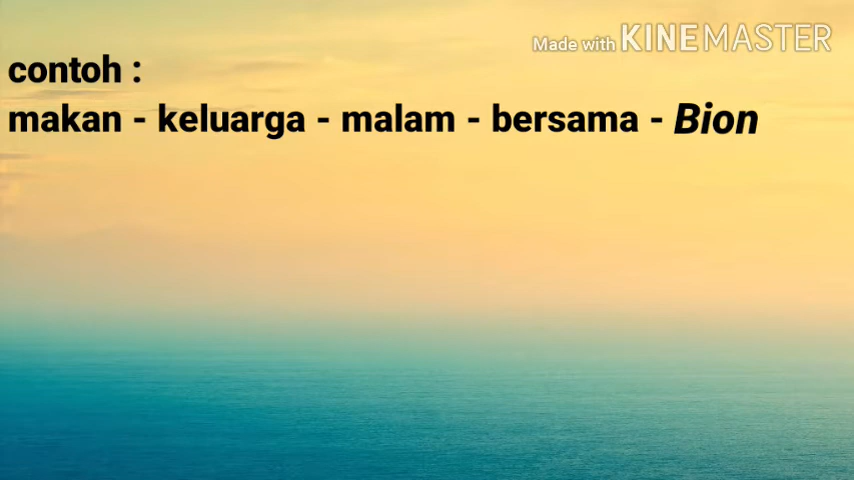 Made with KINEMASTER
contoh :
makan - keluarga - malam - bersama - Bion